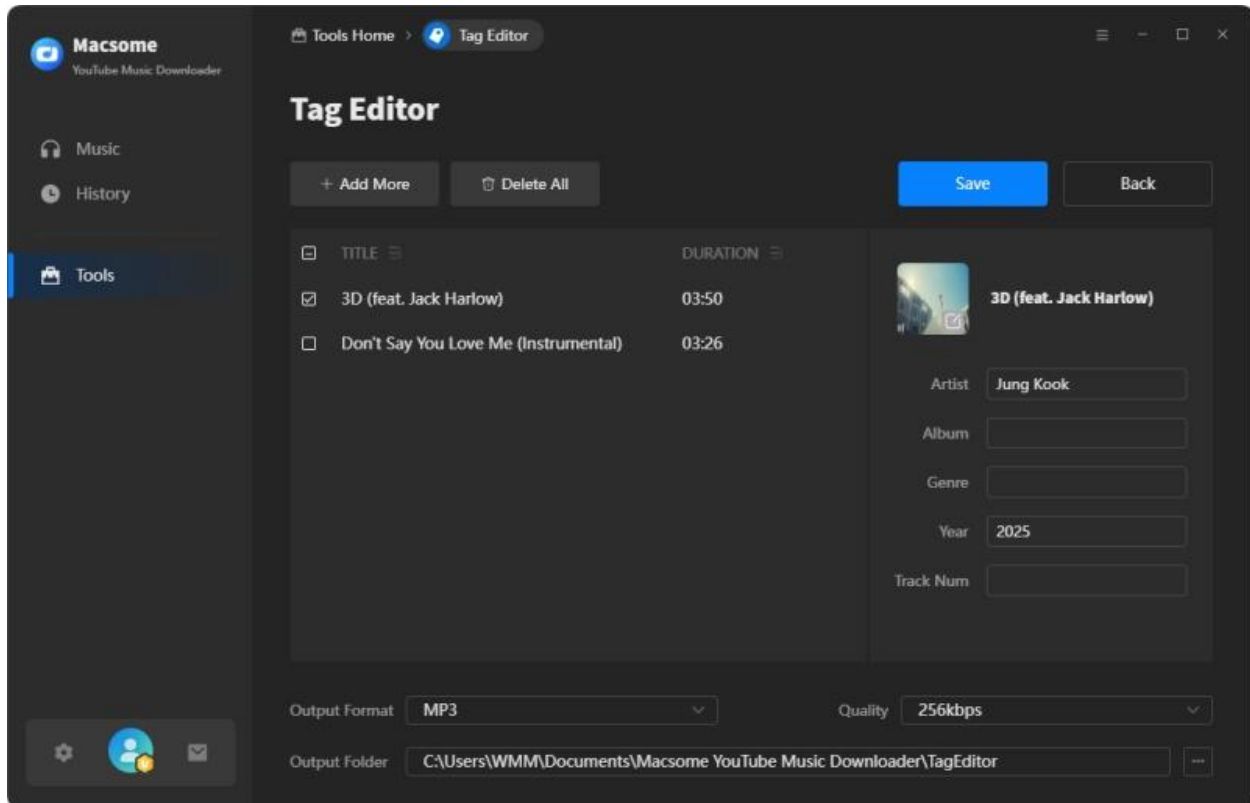 Macsome
YouTube Music Downloader
Music
History
Tools
Tools Home > Tag Editor
Tag Editor
+ Add More
Delete All
Save
Back
TITLE DURATION
3D (feat. Jack Harlow) 03:50
Don't Say You Love Me (Instrumental) 03:26
3D (feat. Jack Harlow)
Artist Jung Kook
Album
Genre
Year 2025
Track Num
Output Format MP3
Quality 256kbps
Output Folder C:\Users\WMM\Documents\Macsome YouTube Music Downloader\TagEditor